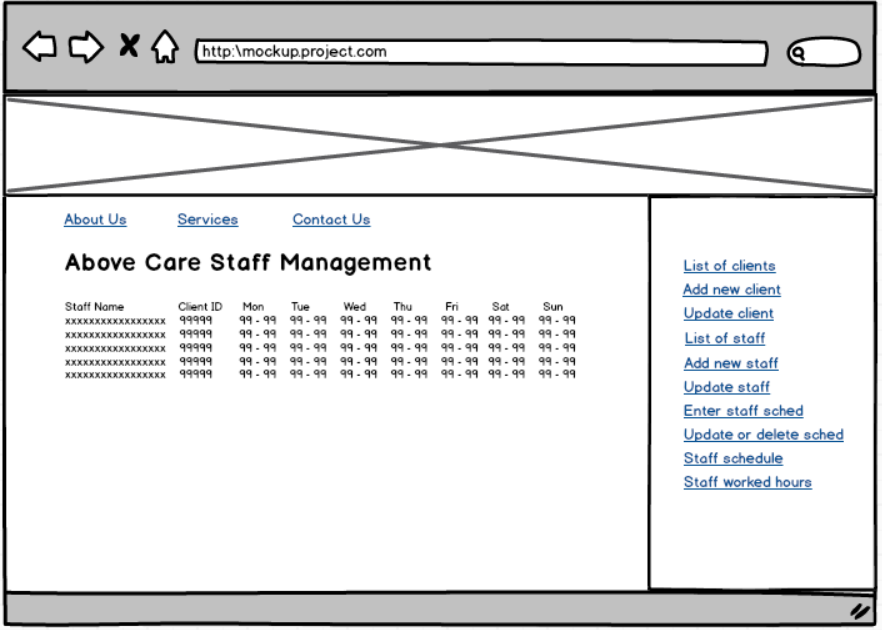 http:\mockup.project.com
About Us Services Contact Us
Above Care Staff Management
Staff Name Client ID Mon Tue Wed Thu Fri Sat Sun
xxxxxxxxxxxxxxxxx 99999 99 - 99 99 - 99 99 - 99 99 - 99 99 - 99 99 - 99 99 - 99
xxxxxxxxxxxxxxxxx 99999 99 - 99 99 - 99 99 - 99 99 - 99 99 - 99 99 - 99 99 - 99
xxxxxxxxxxxxxxxxx 99999 99 - 99 99 - 99 99 - 99 99 - 99 99 - 99 99 - 99 99 - 99
xxxxxxxxxxxxxxxxx 99999 99 - 99 99 - 99 99 - 99 99 - 99 99 - 99 99 - 99 99 - 99
xxxxxxxxxxxxxxxxx 99999 99 - 99 99 - 99 99 - 99 99 - 99 99 - 99 99 - 99 99 - 99
List of clients
Add new client
Update client
List of staff
Add new staff
Update staff
Enter staff sched
Update or delete sched
Staff schedule
Staff worked hours